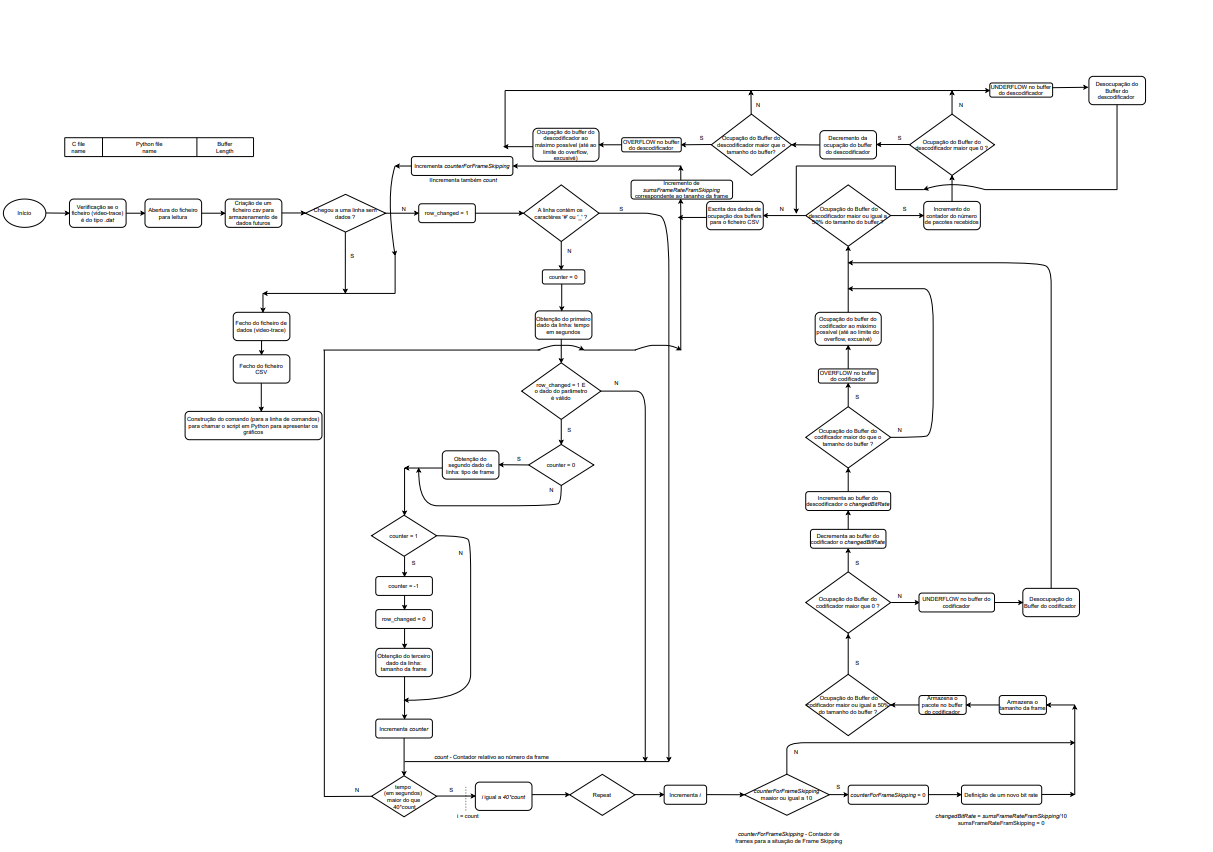 UNDERFLOW no buffer
do descodificador
Desocupação do
Buffer do
descodificador
N
N
C file
name
Python file
name
Buffer
Length
Ocupação do buffer do
descodificador ao
máximo possível (até ao
limite do overflow,
excusivé)
OVERFLOW no buffer
do descodificador
S
Ocupação do Buffer do
descodificador maior que o
tamanho do buffer?
Decremento da
ocupação do buffer
do descodificador
S
Ocupação do Buffer do
descodificador maior que 0 ?
Incrementa counterForFrameSkipping
IIncrementa também count
Incremento de
sumsFrameRateFramSkipping
correspondente ao tamanho da frame
Início
Verificação se o
ficheiro (video-trace)
é do tipo .dat
Abertura do ficheiro
para leitura
Criação de um
ficheiro csv para
armazenamento de
dados futuros
Chegou a uma linha sem
dados ?
N
row_changed = 1
A linha contém os
caractéres '#' ou '_' ?
S
Escrita dos dados de
ocupação dos buffers
para o ficheiro CSV
N
Ocupação do Buffer do
descodificador maior ou igual a
50% do tamanho do buffer ?
S
Incremento do
contador do número
de pacotes recebidos
S
N
counter = 0
Fecho do ficheiro de
dados (video-trace)
Obtenção do primeiro
dado da linha: tempo
em segundos
Ocupação do buffer do
codificador ao máximo
possível (até ao limite do
overflow, excusivé)
Fecho do ficheiro
CSV
OVERFLOW no buffer
do codificador
row_changed = 1 E
o dado do parâmetro
é válido
N
S
Construção do comando (para a linha de comandos)
para chamar o script em Python para apresentar os
gráficos
S
Ocupação do Buffer do
codificador maior do que o
tamanho do buffer ?
N
Obtenção do
segundo dado da
linha: tipo de frame
S
counter = 0
N
Incrementa ao buffer do
descodificador o changedBitRate
counter = 1
N
Decrementa ao buffer do
codificador o changedBitRate
S
S
counter = -1
Ocupação do Buffer do
codificador maior que 0 ?
N
UNDERFLOW no buffer do
codificador
Desocupação do
Buffer do codificador
row_changed = 0
Obtenção do terceiro
dado da linha:
tamanho da frame
S
Ocupação do Buffer do
codificador maior ou igual a 50%
do tamanho do buffer ?
Armazena o
pacote no buffer
do codificador
Armazena o
tamanho da frame
Incrementa counter
count - Contador relativo ao número da frame
N
N
tempo
(em segundos)
maior do que
40*count
S
i igual a 40*count
Repeat
Incrementa i
counterForFrameSkipping
maaior ou igual a 10
S
counterForFrameSkipping = 0
Definição de um novo bit rate
i = count
changedBitRate = sumsFrameRateFramSkipping/10
sumsFrameRateFramSkipping = 0
counterForFrameSkipping - Contador de
frames para a situação de Frame Skipping